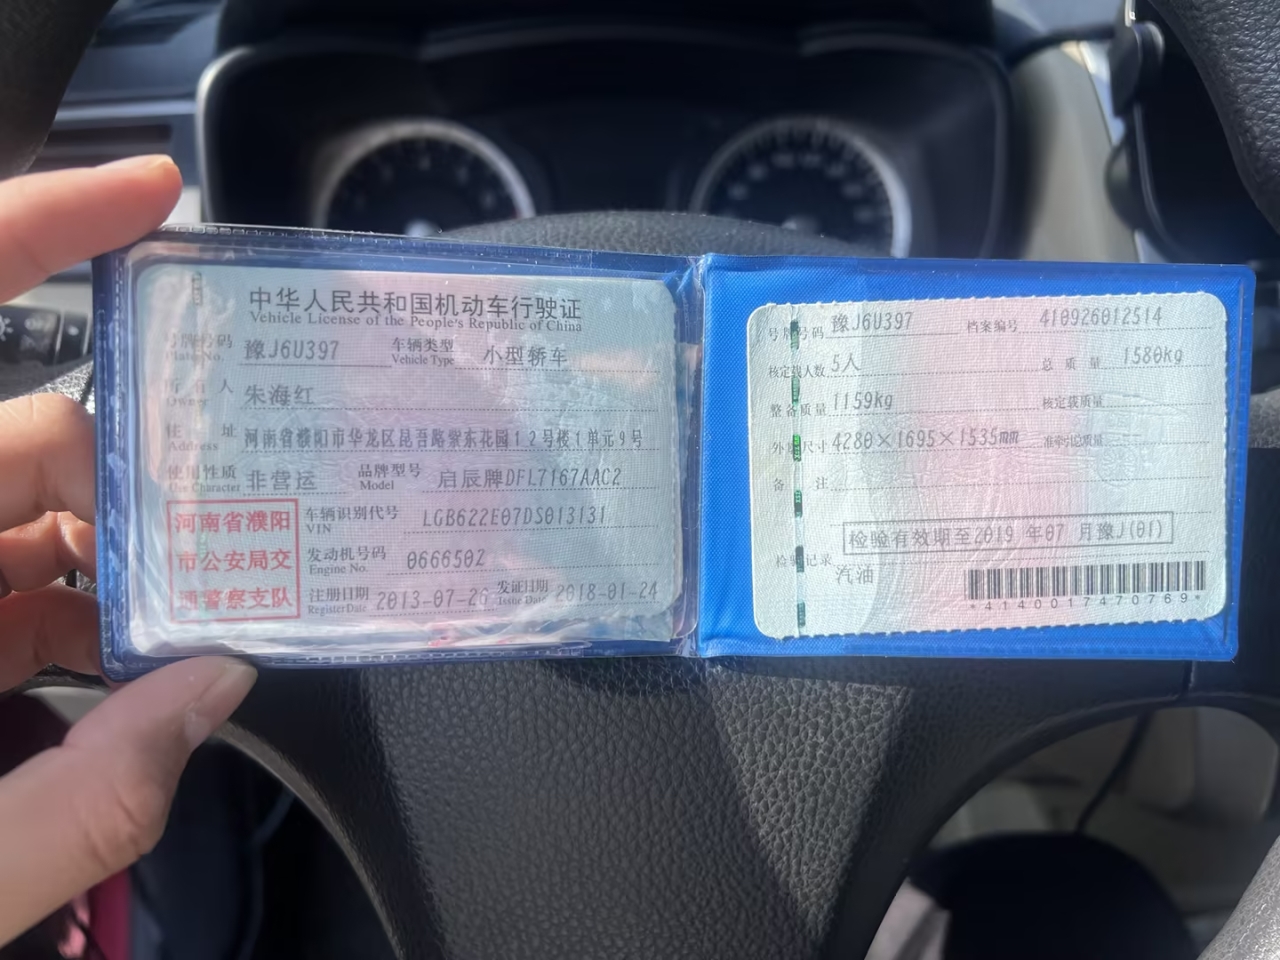 中华人民共和国机动车行驶证
Vehicle License of the People's Republic of China
号牌号码 豫J6U397 车辆类型 小型轿车
Plate No. Vehicle Type
所有人 朱海红
Owner
住址 河南省濮阳市华龙区昆吾路紫东花园12号楼1单元9号
Address
使用性质 非营运 品牌型号 启辰牌DFL7167AAC2
Use Character Model
河南省濮阳市公安局交通警察支队
车辆识别代号 LGB622E07DS013131
VIN
发动机号码 066650Z
Engine No.
注册日期 2013-07-26 发证日期 2018-01-24
Register Date Issue Date
号牌号码 豫J6U397 档案编号 410926012514
核定载人数 5人 总质量 1580kg
整备质量 1159kg 核定载质量
外廓尺寸 4280×1695×1535mm 准牵引总质量
备注
检验有效期至2019年07月豫J(01)
检验记录
汽油
*4140017470769*